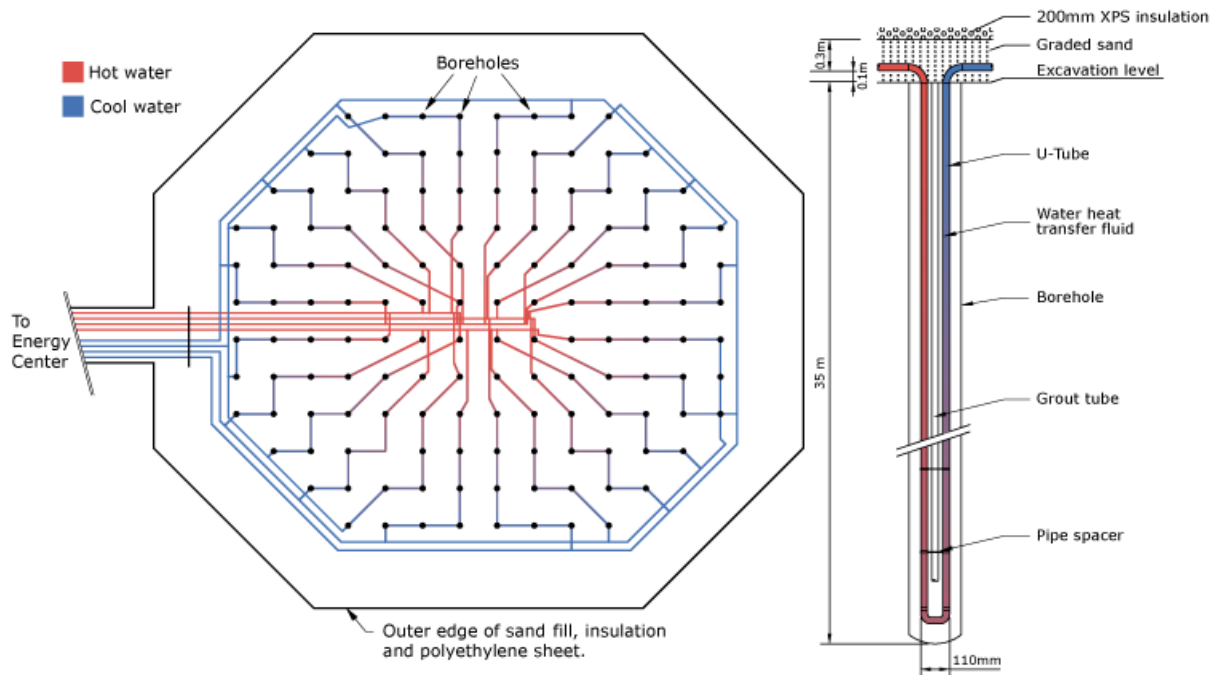 Hot water
Cool water
Boreholes
To
Energy
Center
Outer edge of sand fill, insulation
and polyethylene sheet.
200mm XPS insulation
Graded sand
Excavation level
0.3m
0.1m
U-Tube
Water heat
transfer fluid
Borehole
35 m
Grout tube
Pipe spacer
110mm